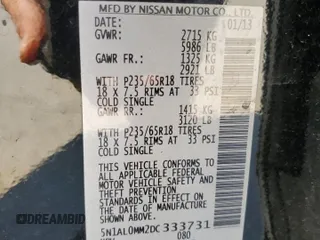 MFD BY NISSAN MOTOR CO., LTD.
DATE: 01/13
GVWR: 2715 KG
5986 LB
GAWR FR: 1325 KG
2921 LB
WITH P235/65R18 TIRES
18 x 7.5 RIMS AT 33 PSI
COLD SINGLE
GAWR RR: 1415 KG
3120 LB
WITH P235/65R18 TIRES
18 x 7.5 RIMS AT 33 PSI
COLD SINGLE
THIS VEHICLE CONFORMS TO
ALL APPLICABLE FEDERAL
MOTOR VEHICLE SAFETY AND
THEFT PREVENTION
STANDARDS IN EFFECT ON
THE DATE OF MANUFACTURE
SHOWN ABOVE
5N1AL0MM2DC333731
MPV 080